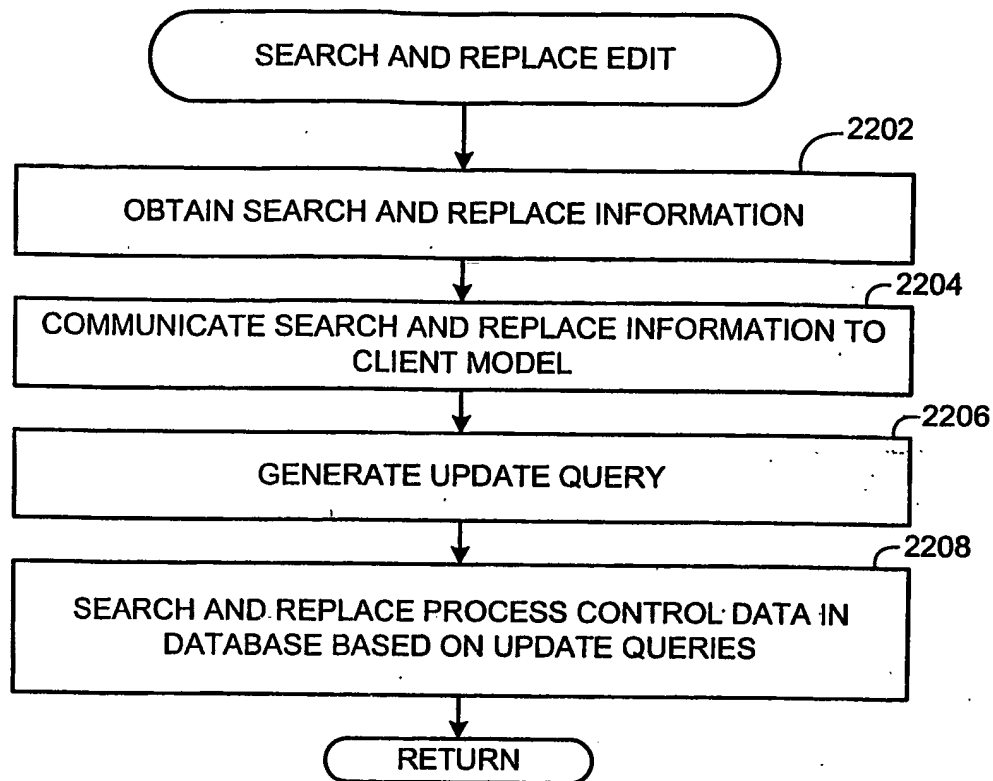 SEARCH AND REPLACE EDIT
2202
OBTAIN SEARCH AND REPLACE INFORMATION
2204
COMMUNICATE SEARCH AND REPLACE INFORMATION TO
CLIENT MODEL
2206
GENERATE UPDATE QUERY
2208
SEARCH AND REPLACE PROCESS CONTROL DATA IN
DATABASE BASED ON UPDATE QUERIES
RETURN